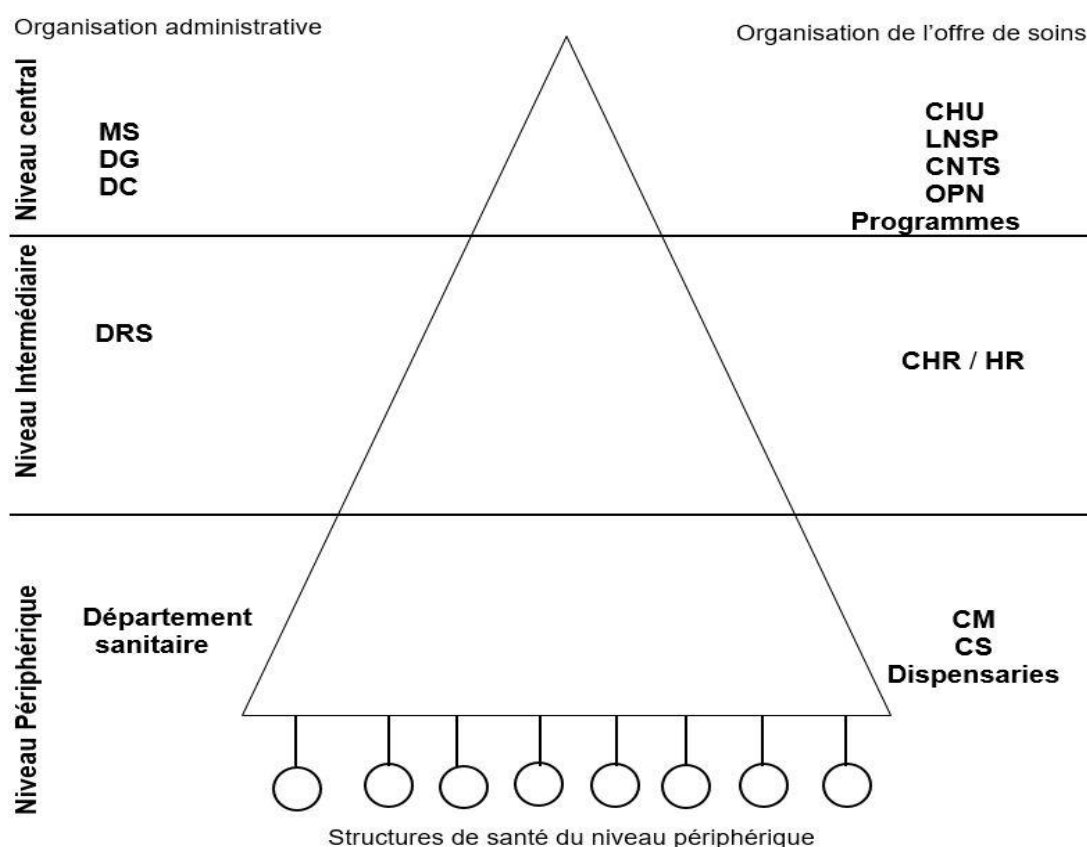 Organisation administrative
Organisation de l’offre de soins
Niveau central
MS
DG
DC
CHU
LNSP
CNTS
OPN
Programmes
Niveau Intermédiaire
DRS
CHR / HR
Niveau Périphérique
Département
sanitaire
CM
CS
Dispensaries
Structures de santé du niveau périphérique